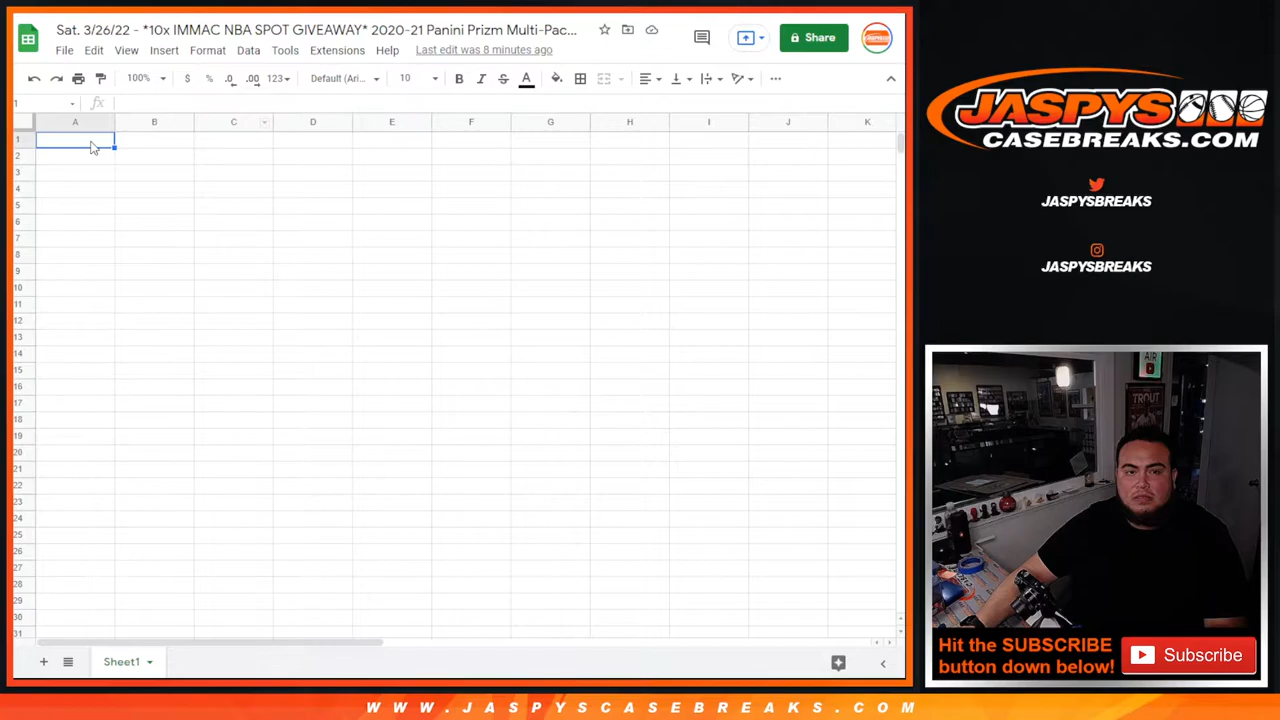 Sat. 3/26/22 - *10x IMMAC NBA SPOT GIVEAWAY* 2020-21 Panini Prizm Multi-Pac...
File Edit View Insert Format Data Tools Extensions Help Last edit was 8 minutes ago
Share
100% $ % .0 .00 123 Default (Ari... 10 B I S A
1 fx
A B C D E F G H I J K
1
2
3
4
5
6
7
8
9
10
11
12
13
14
15
16
17
18
19
20
21
22
23
24
25
26
27
28
29
30
31
Sheet1
JASPYS
CASEBREAKS.COM
JASPYSBREAKS
JASPYSBREAKS
AIR
TROUT
Hit the SUBSCRIBE
button down below!
Subscribe
WWW.JASPYSCASEBREAKS.COM